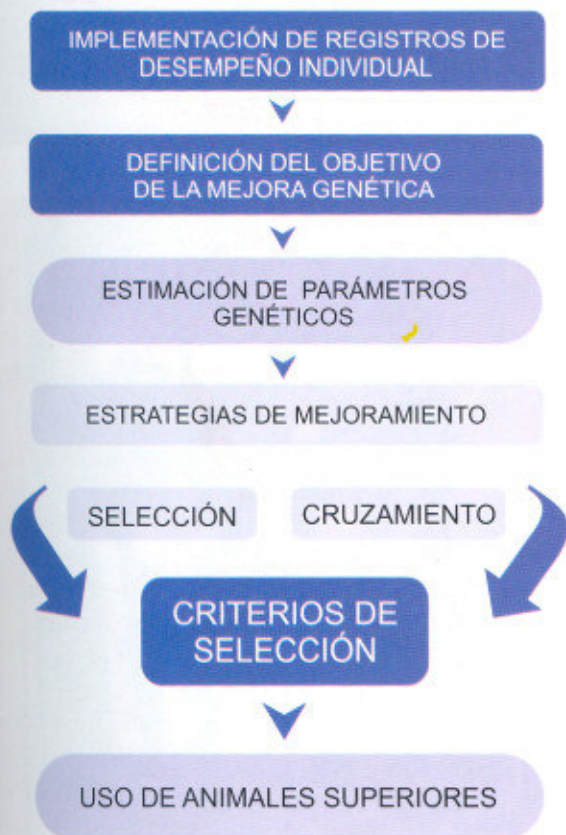 IMPLEMENTACIÓN DE REGISTROS DE
DESEMPEÑO INDIVIDUAL
DEFINICIÓN DEL OBJETIVO
DE LA MEJORA GENÉTICA
ESTIMACIÓN DE PARÁMETROS
GENÉTICOS
ESTRATEGIAS DE MEJORAMIENTO
SELECCIÓN
CRUZAMIENTO
CRITERIOS DE
SELECCIÓN
USO DE ANIMALES SUPERIORES